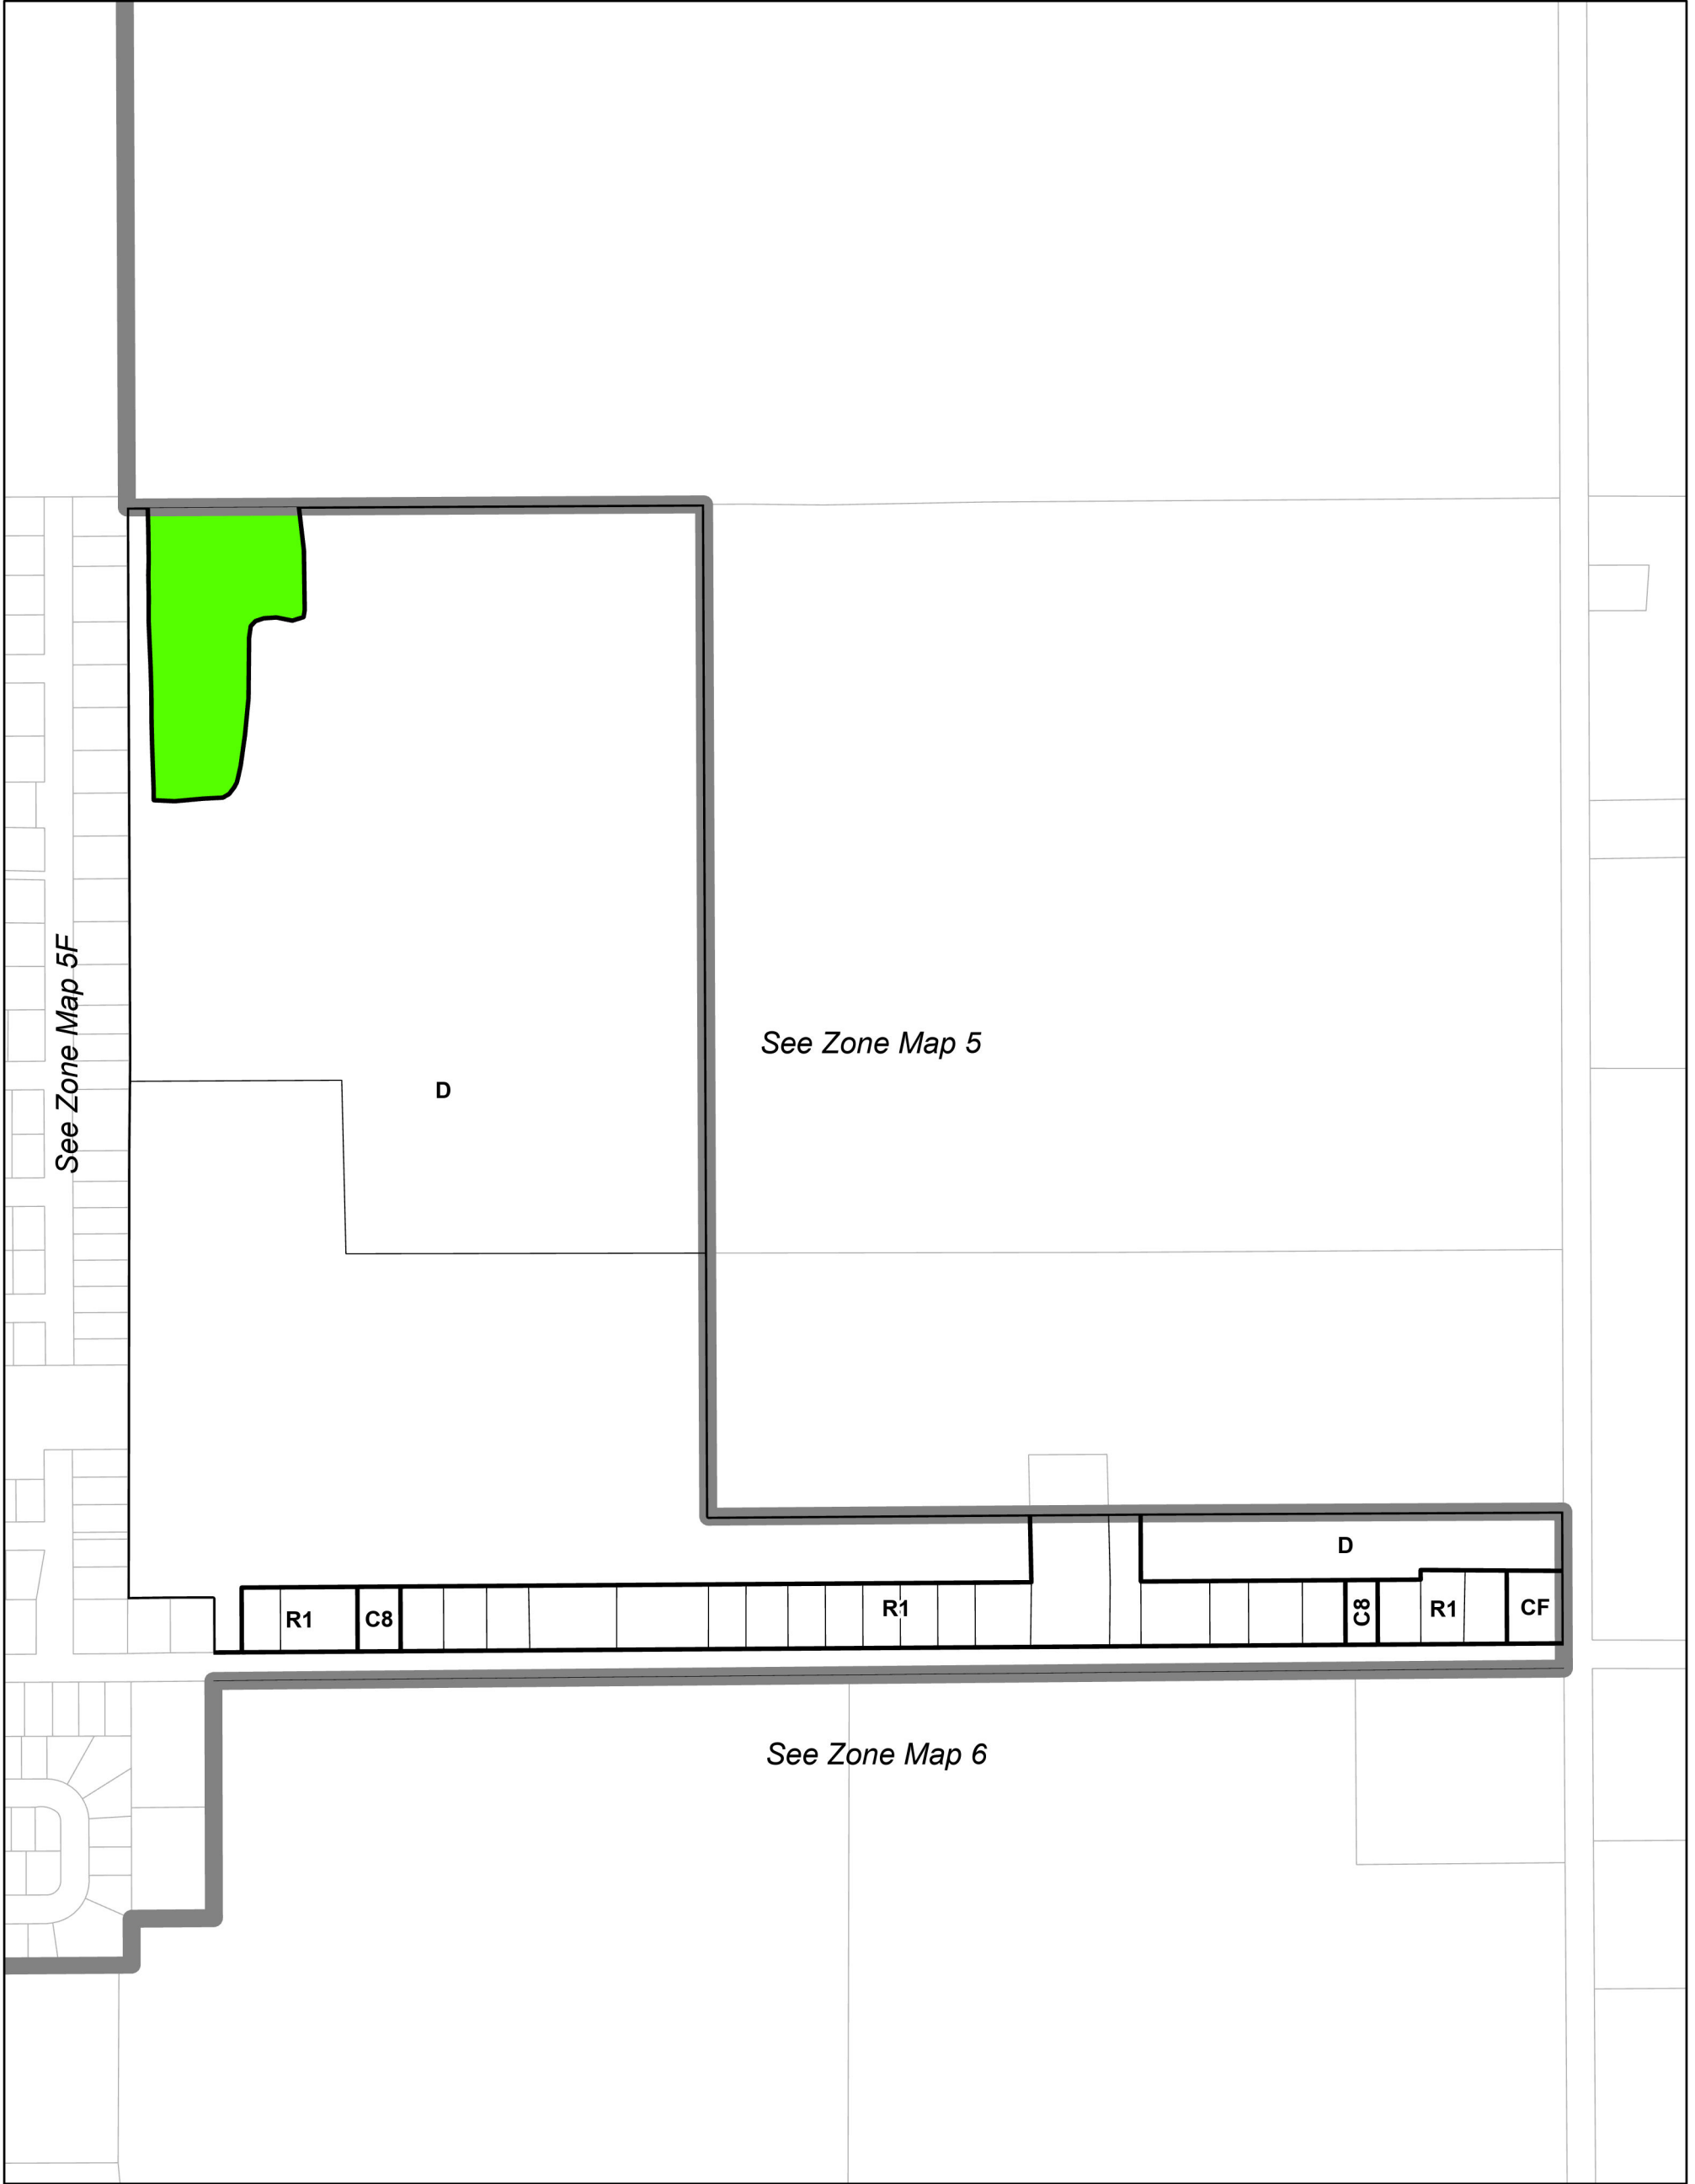 See Zone Map 5F
See Zone Map 5
D
D
R1
C8
R1
C8
R1
CF
See Zone Map 6